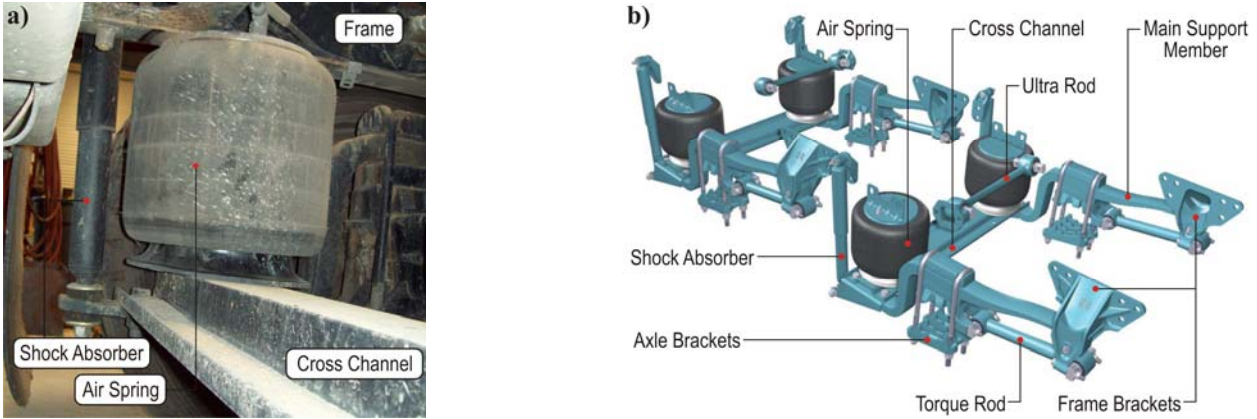 a)
Frame
Shock Absorber
Air Spring
Cross Channel
b)
Air Spring
Cross Channel
Main Support
Member
Ultra Rod
Shock Absorber
Axle Brackets
Torque Rod
Frame Brackets